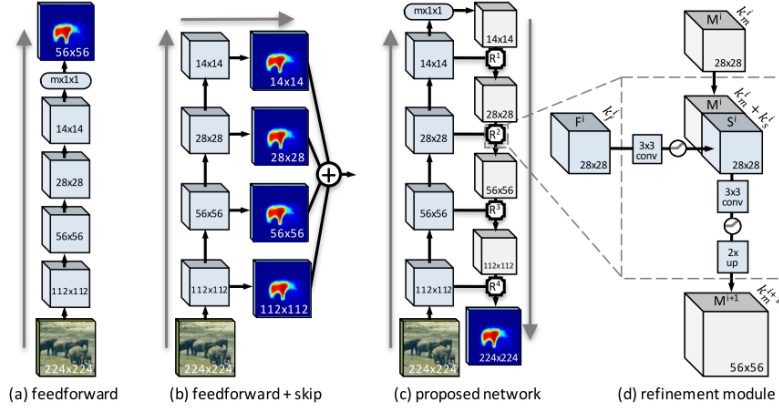 56x56
mx1x1
14x14
28x28
56x56
112x112
224x224
(a) feedforward
14x14
14x14
28x28
28x28
56x56
56x56
112x112
112x112
224x224
(b) feedforward + skip
mx1x1
14x14
14x14
R¹
28x28
28x28
R²
56x56
56x56
R³
112x112
112x112
R⁴
224x224
224x224
(c) proposed network
k_m^i
M^i
28x28
k_f^i
F^i
28x28
3x3
conv
M^i
k_m^i + k_s^i
S^i
28x28
3x3
conv
2x
up
k_m^{i+1}
M^{i+1}
56x56
(d) refinement module